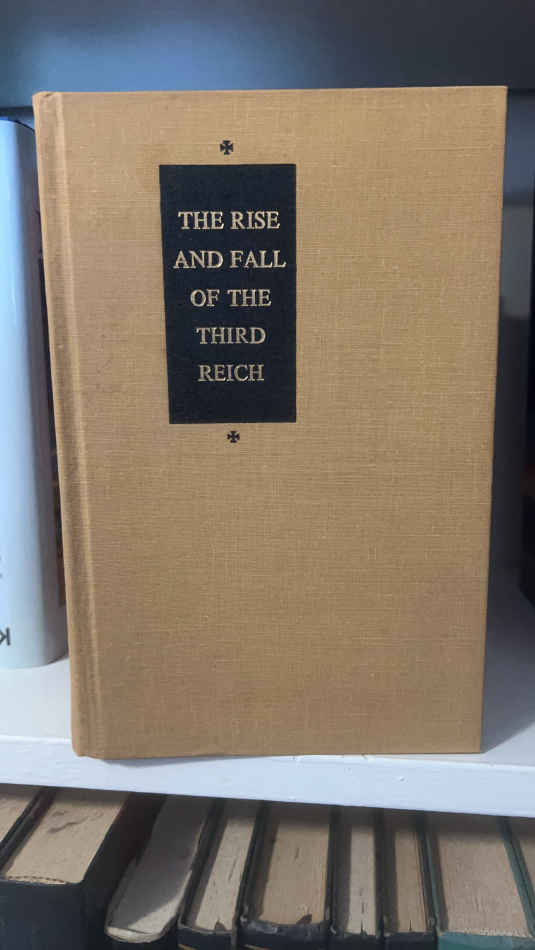 THE RISE
AND FALL
OF THE
THIRD
REICH
K